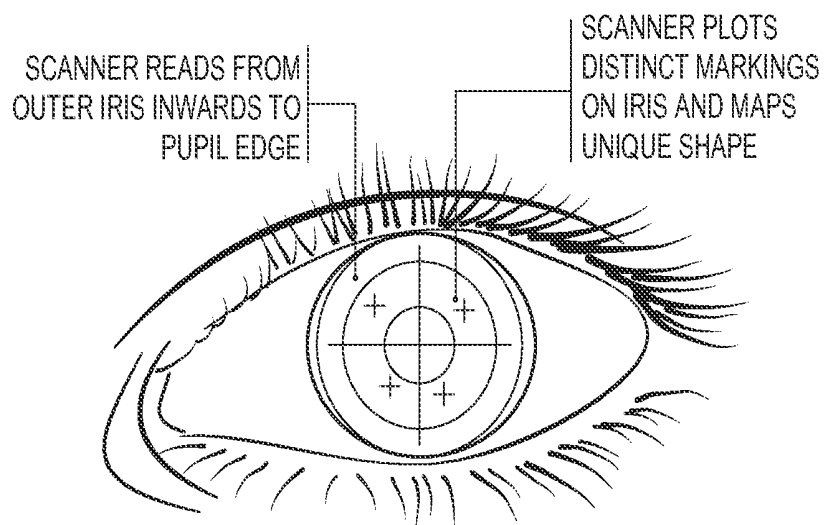 SCANNER READS FROM
OUTER IRIS INWARDS TO
PUPIL EDGE
SCANNER PLOTS
DISTINCT MARKINGS
ON IRIS AND MAPS
UNIQUE SHAPE